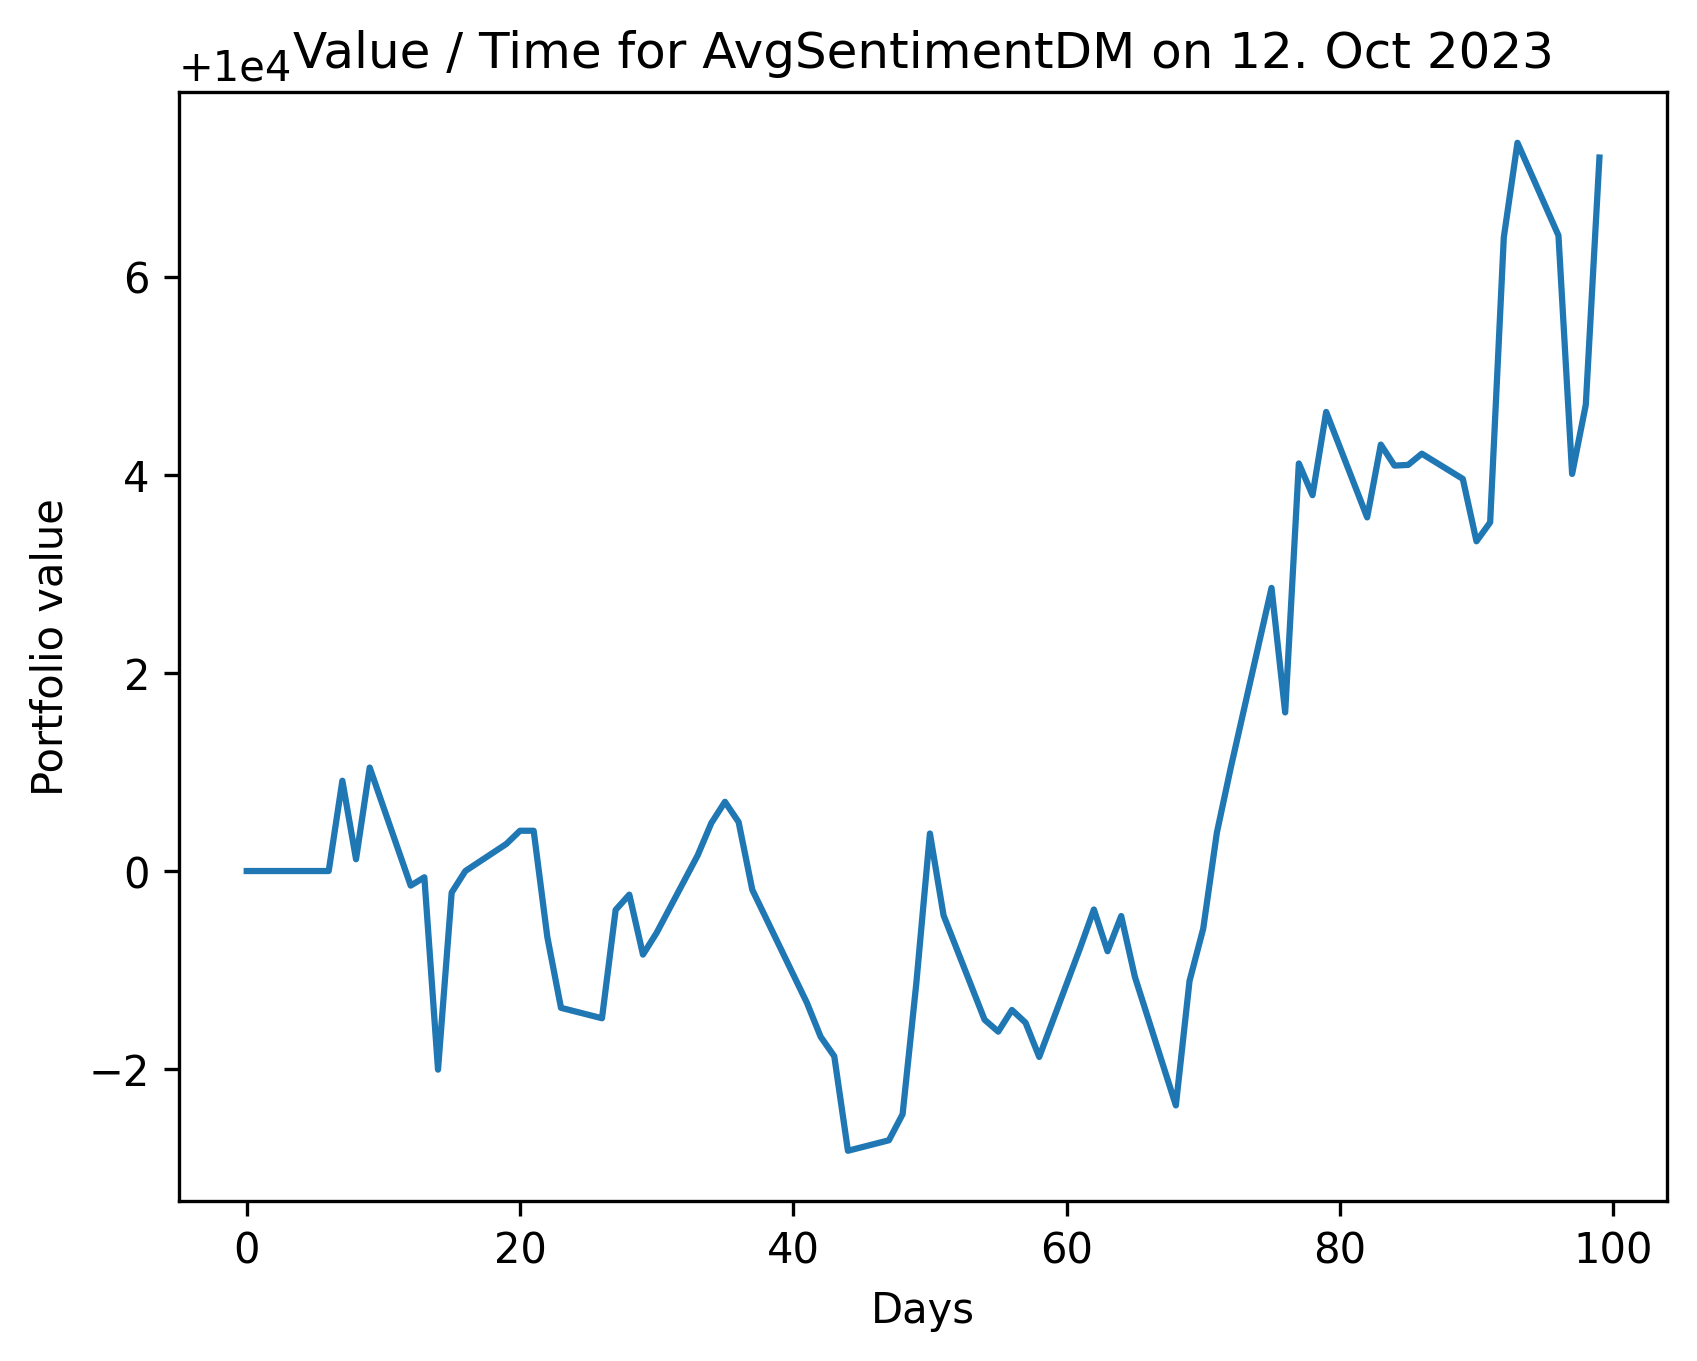 Value / Time for AvgSentimentDM on 12. Oct 2023
+1e4
6
4
2
0
−2
Portfolio value
0 20 40 60 80 100
Days